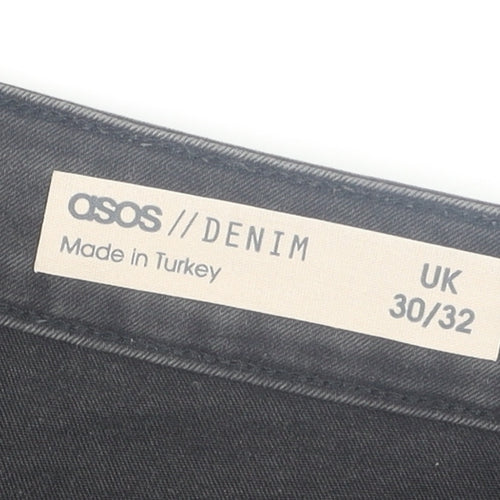 asos // DENIM
Made in Turkey
UK
30/32